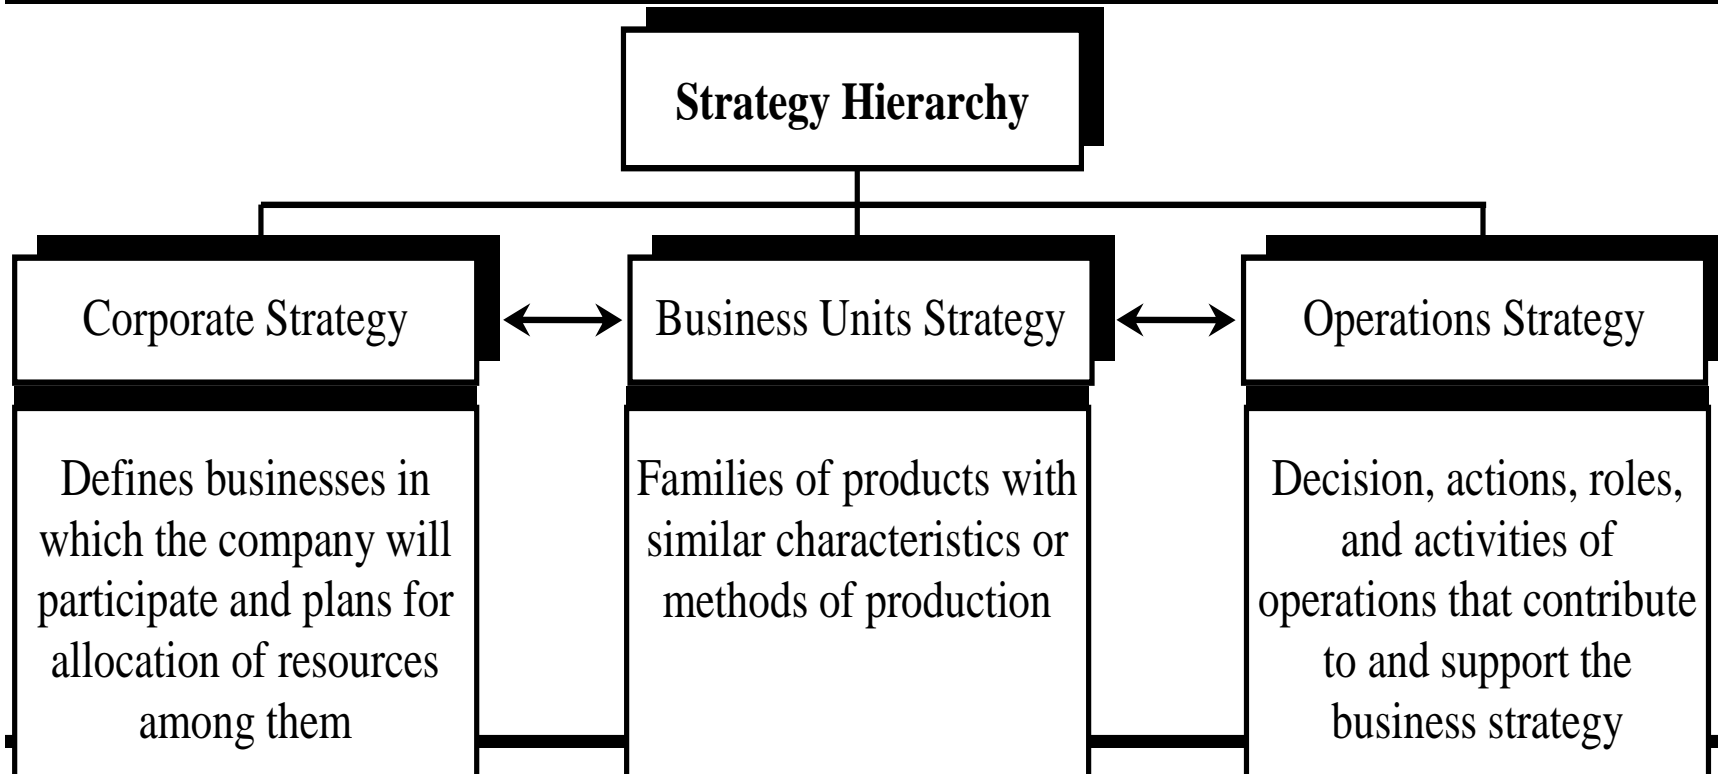 Strategy Hierarchy
Corporate Strategy
Business Units Strategy
Operations Strategy
Defines businesses in
which the company will
participate and plans for
allocation of resources
among them
Families of products with
similar characteristics or
methods of production
Decision, actions, roles,
and activities of
operations that contribute
to and support the
business strategy